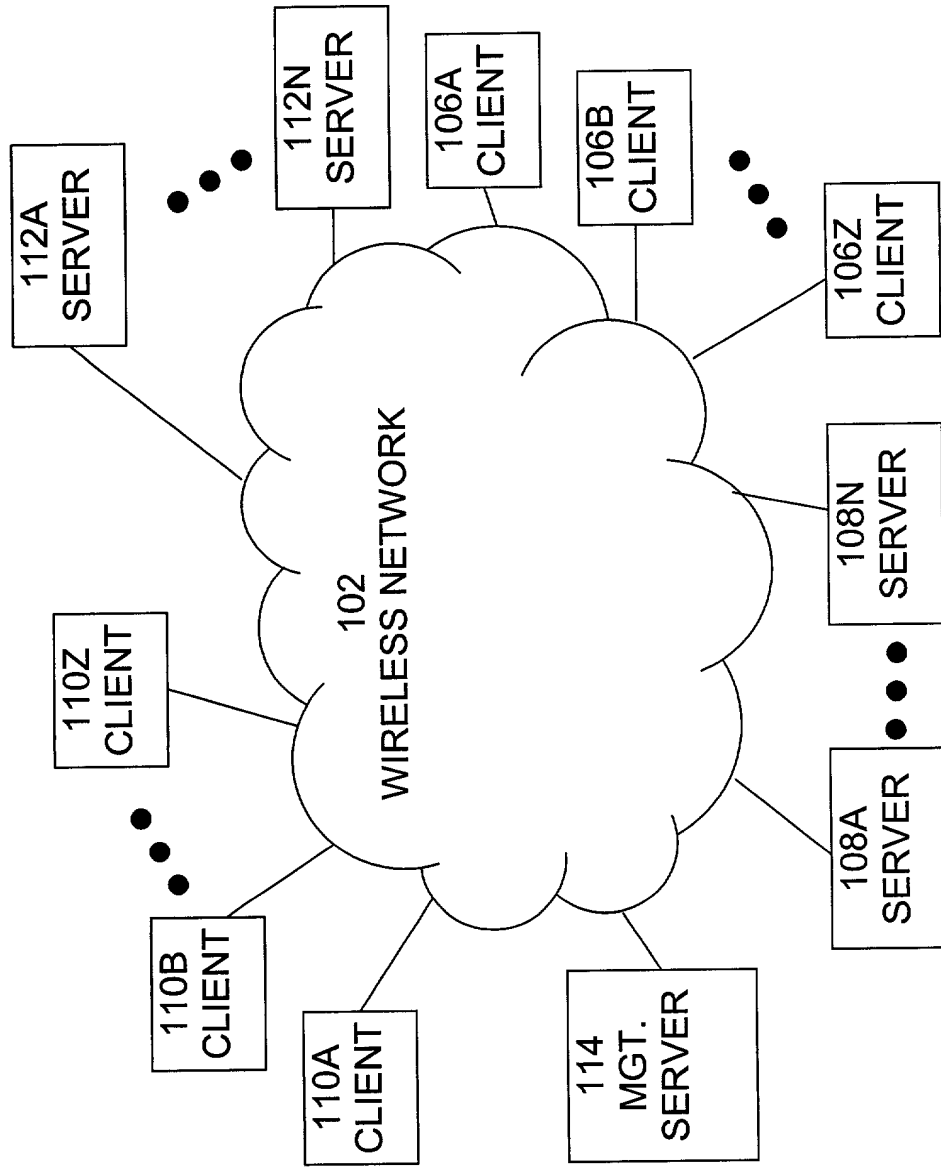 110A
CLIENT
110B
CLIENT
110Z
CLIENT
112A
SERVER
112N
SERVER
106A
CLIENT
106B
CLIENT
106Z
CLIENT
108N
SERVER
108A
SERVER
114
MGT.
SERVER
102
WIRELESS NETWORK